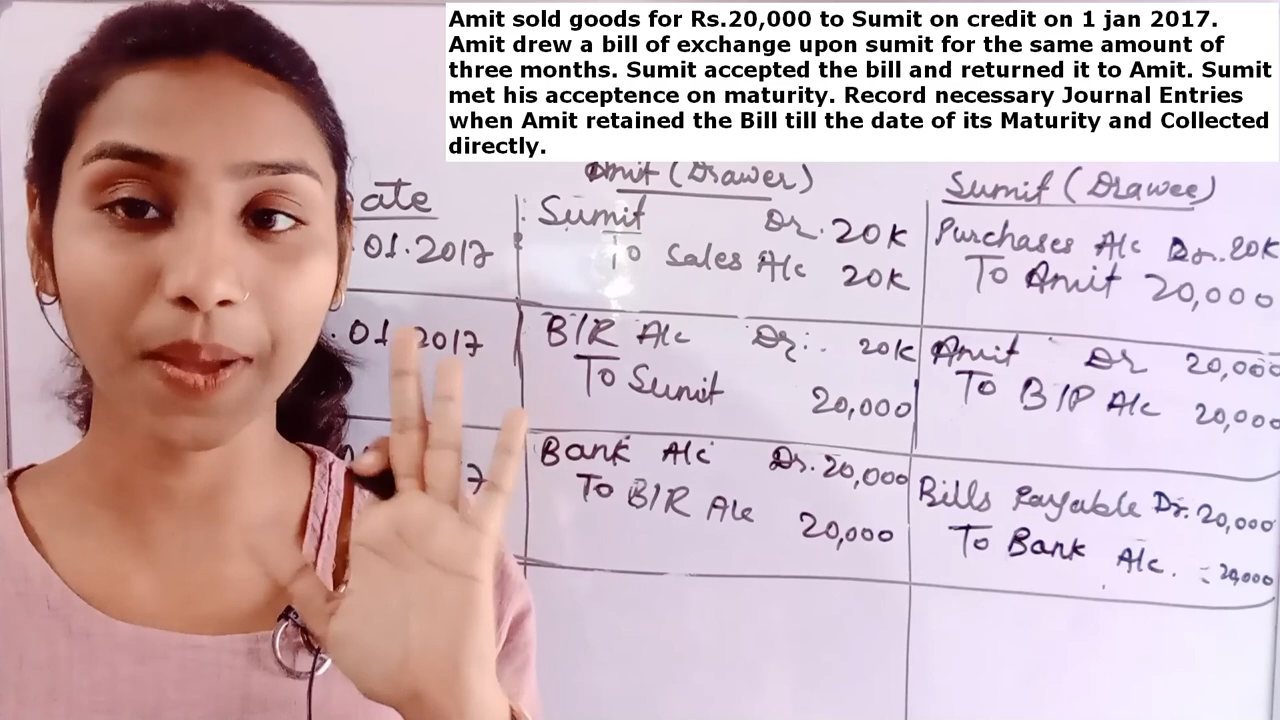 Amit sold goods for Rs.20,000 to Sumit on credit on 1 jan 2017.
Amit drew a bill of exchange upon sumit for the same amount of
three months. Sumit accepted the bill and returned it to Amit. Sumit
met his acceptence on maturity. Record necessary Journal Entries
when Amit retained the Bill till the date of its Maturity and Collected
directly.
ate
Amit (Drawer)
Sumit (Drawee)
01.2017
Sumit Dr. 20K
To Sales A/c 20K
Purchases A/c Dr. 20K
To Amit 20,000
01.2017
B/R A/c Dr. 20K
To Sumit 20,000
Amit Dr 20,000
To B/P A/c 20,000
7
Bank A/c Dr. 20,000
To B/R A/c 20,000
Bills Payable Dr. 20,000
To Bank A/c. 20,000